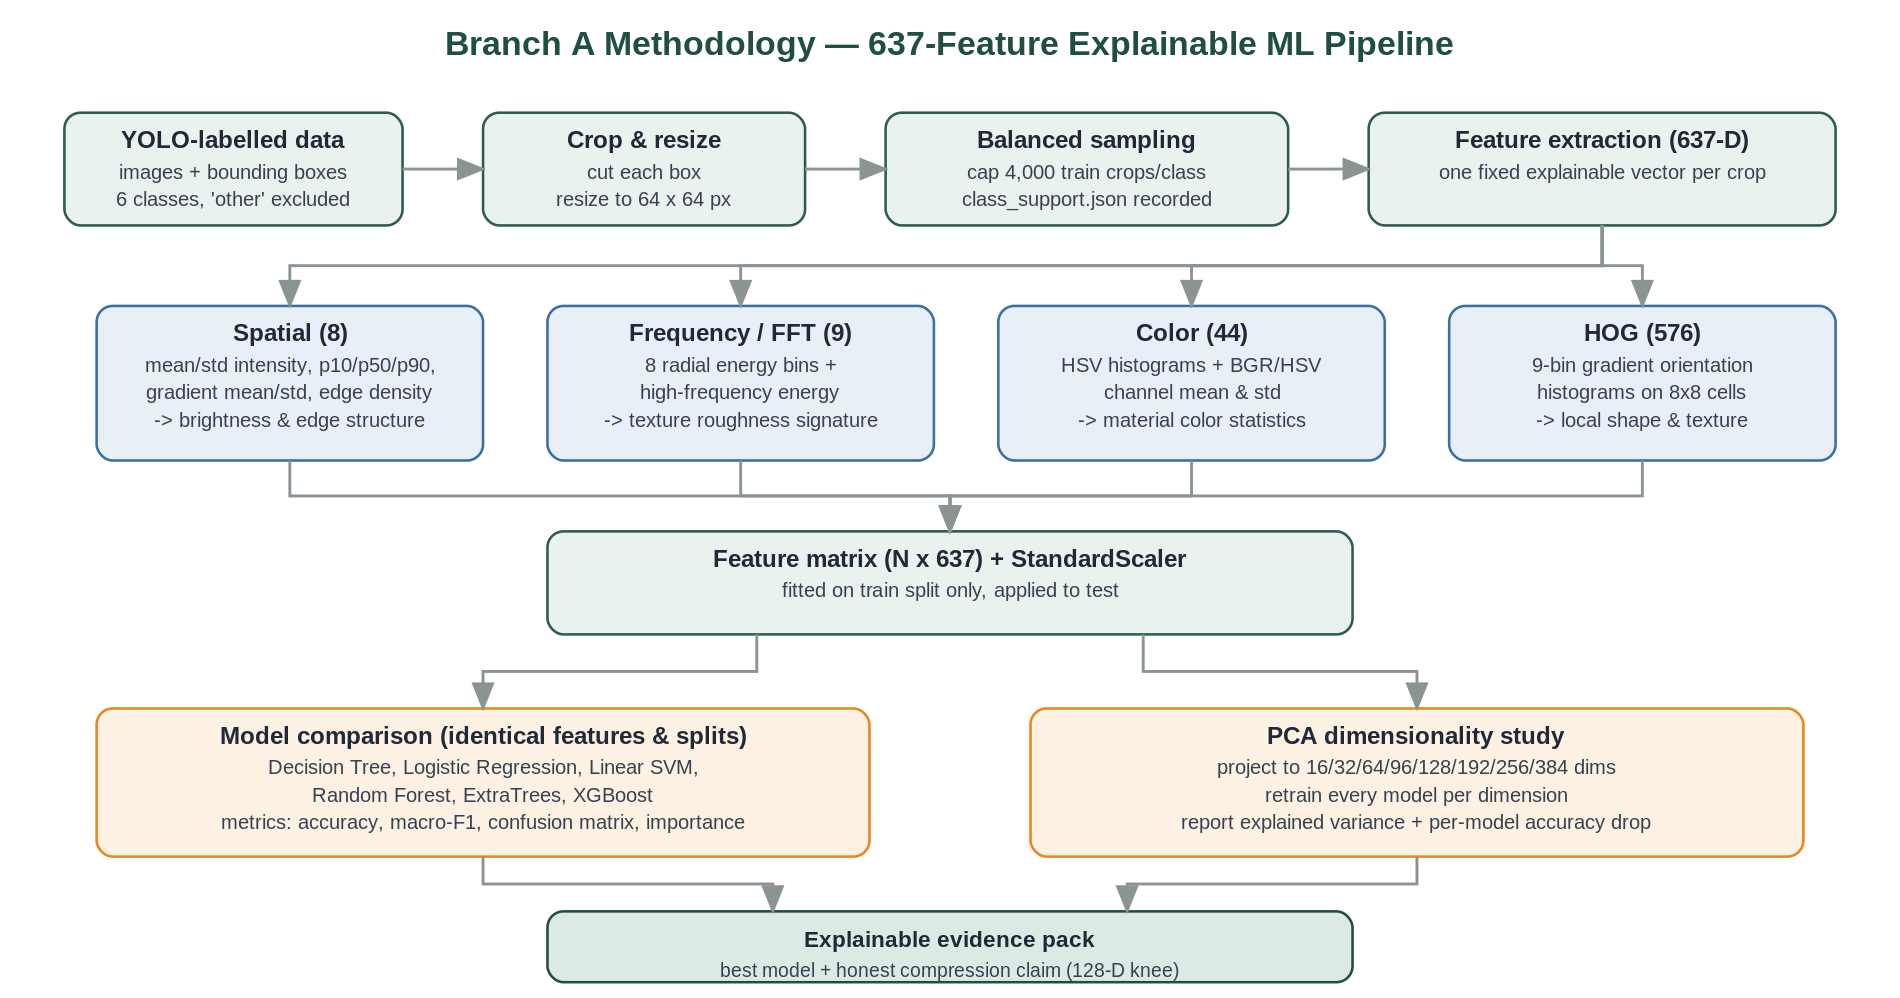 Branch A Methodology — 637-Feature Explainable ML Pipeline
YOLO-labelled data
images + bounding boxes
6 classes, 'other' excluded
Crop & resize
cut each box
resize to 64 x 64 px
Balanced sampling
cap 4,000 train crops/class
class_support.json recorded
Feature extraction (637-D)
one fixed explainable vector per crop
Spatial (8)
mean/std intensity, p10/p50/p90,
gradient mean/std, edge density
-> brightness & edge structure
Frequency / FFT (9)
8 radial energy bins +
high-frequency energy
-> texture roughness signature
Color (44)
HSV histograms + BGR/HSV
channel mean & std
-> material color statistics
HOG (576)
9-bin gradient orientation
histograms on 8x8 cells
-> local shape & texture
Feature matrix (N x 637) + StandardScaler
fitted on train split only, applied to test
Model comparison (identical features & splits)
Decision Tree, Logistic Regression, Linear SVM,
Random Forest, ExtraTrees, XGBoost
metrics: accuracy, macro-F1, confusion matrix, importance
PCA dimensionality study
project to 16/32/64/96/128/192/256/384 dims
retrain every model per dimension
report explained variance + per-model accuracy drop
Explainable evidence pack
best model + honest compression claim (128-D knee)